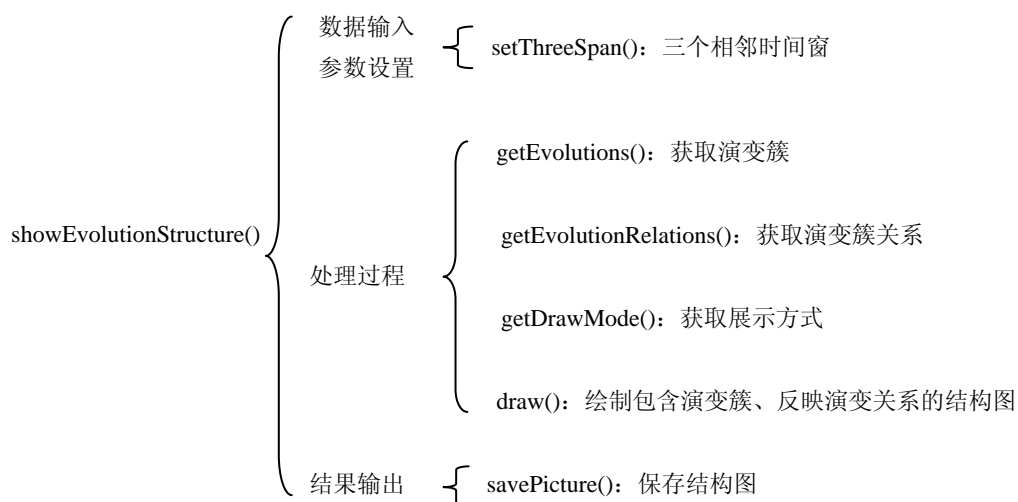 数据输入
参数设置
setThreeSpan()：三个相邻时间窗
getEvolutions()：获取演变簇
getEvolutionRelations()：获取演变簇关系
showEvolutionStructure()
处理过程
getDrawMode()：获取展示方式
draw()：绘制包含演变簇、反映演变关系的结构图
结果输出
savePicture()：保存结构图